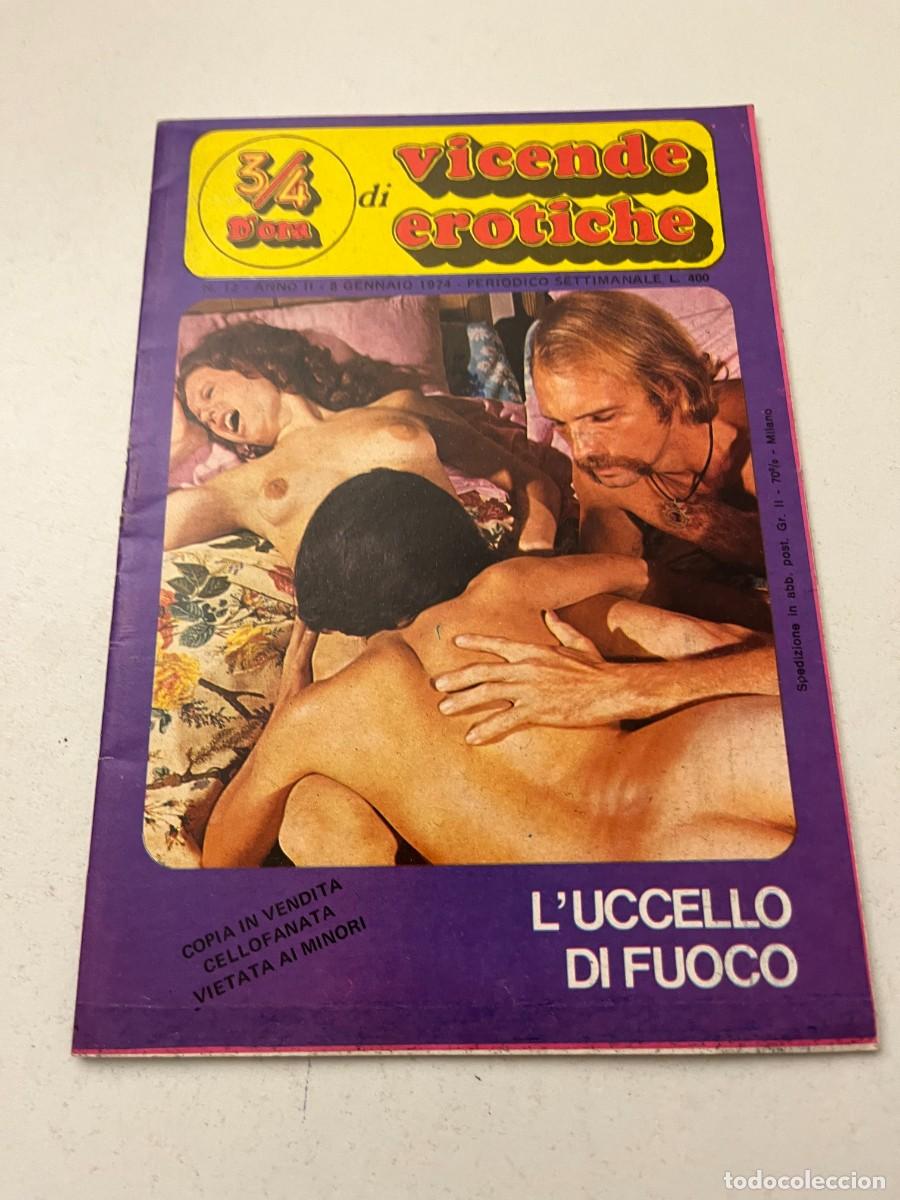 3/4
D'ora
di
vicende
erotiche
N. 12 - ANNO II - 8 GENNAIO 1974 - PERIODICO SETTIMANALE L. 400
Spedizione in abb. post. Gr. II - 70% - Milano
COPIA IN VENDITA
CELLOFANATA
VIETATA AI MINORI
L'UCCELLO
DI FUOCO
todocoleccion